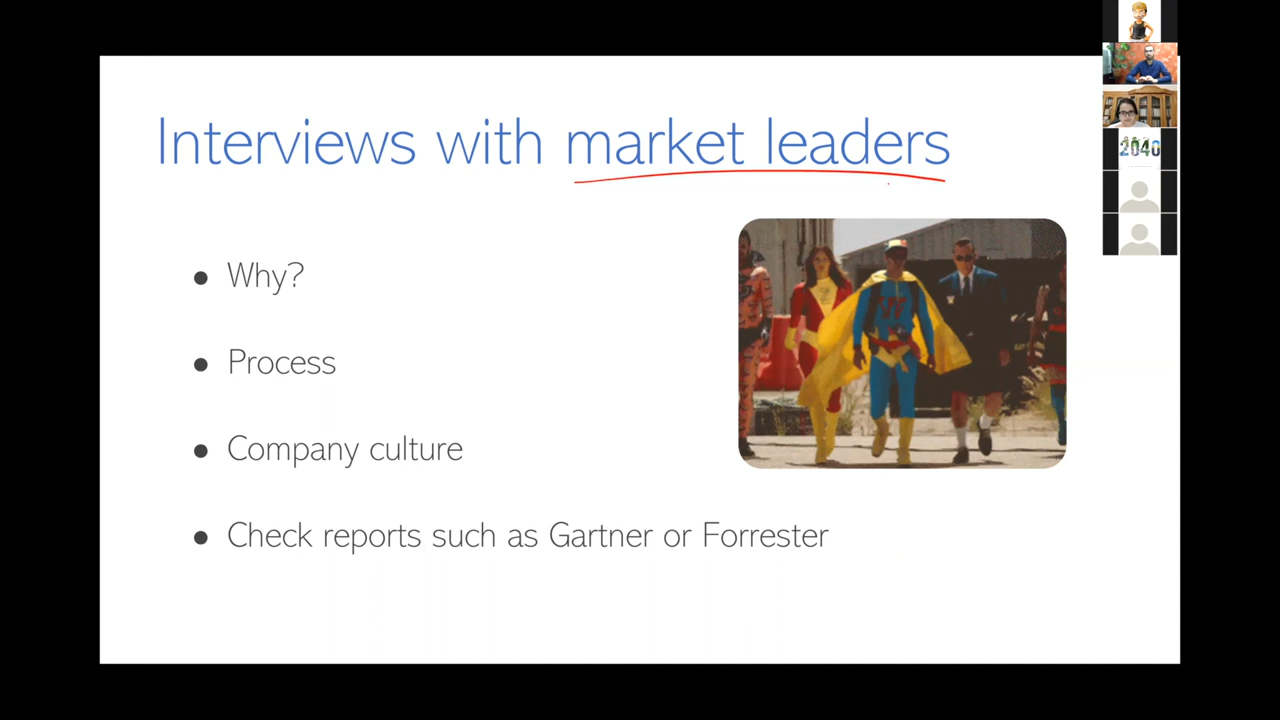 Interviews with market leaders
Why?
Process
Company culture
Check reports such as Gartner or Forrester
2040